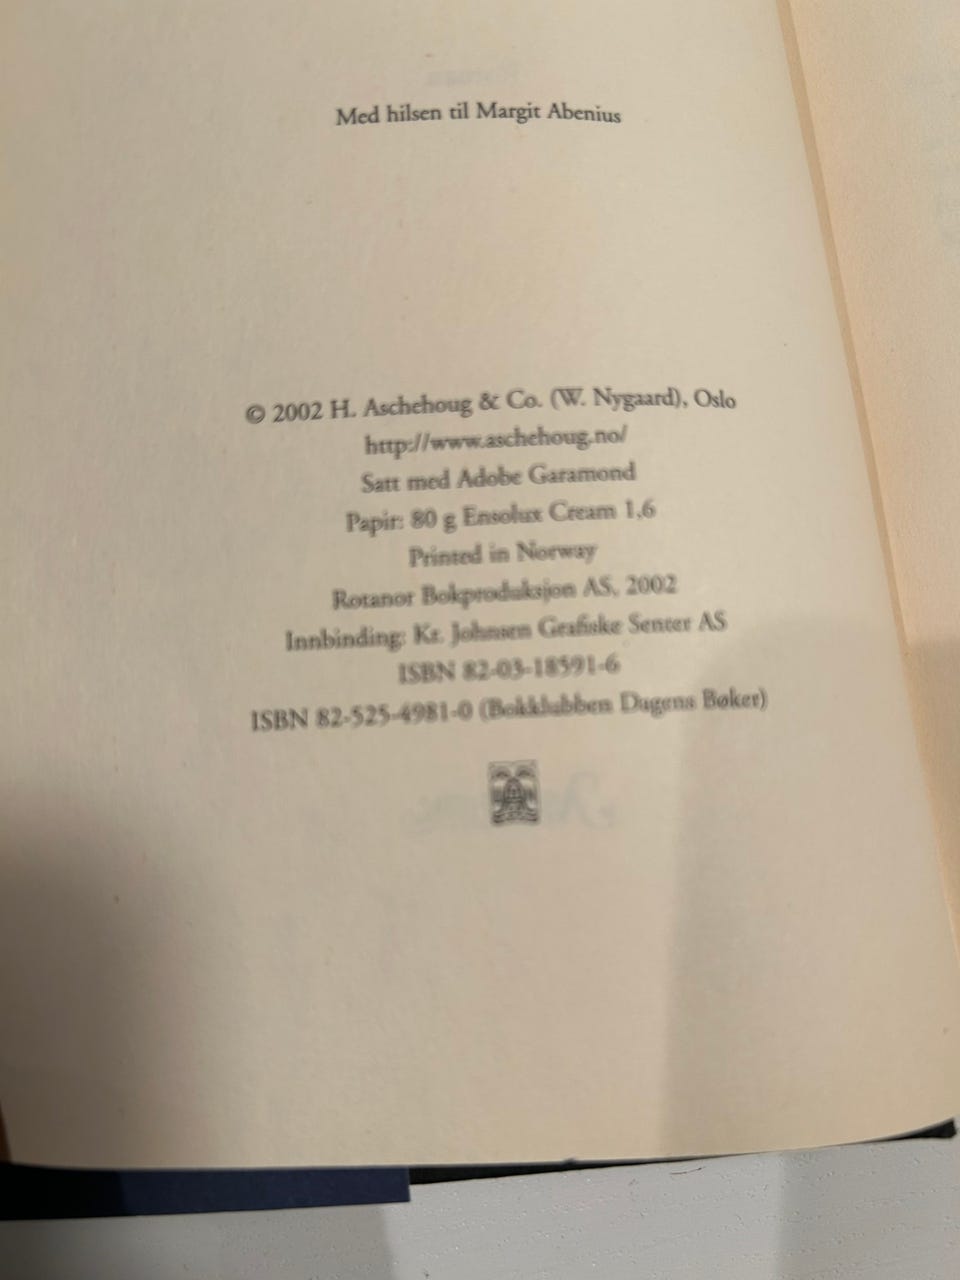 Med hilsen til Margit Abenius
© 2002 H. Aschehoug & Co. (W. Nygaard), Oslo
http://www.aschehoug.no/
Satt med Adobe Garamond
Papir: 80 g Ensolux Cream 1,6
Printed in Norway
Rotanor Bokproduksjon AS, 2002
Innbinding: Kr. Johnsen Grafiske Senter AS
ISBN 82-03-18591-6
ISBN 82-525-4981-0 (Bokklubben Dagens Bøker)